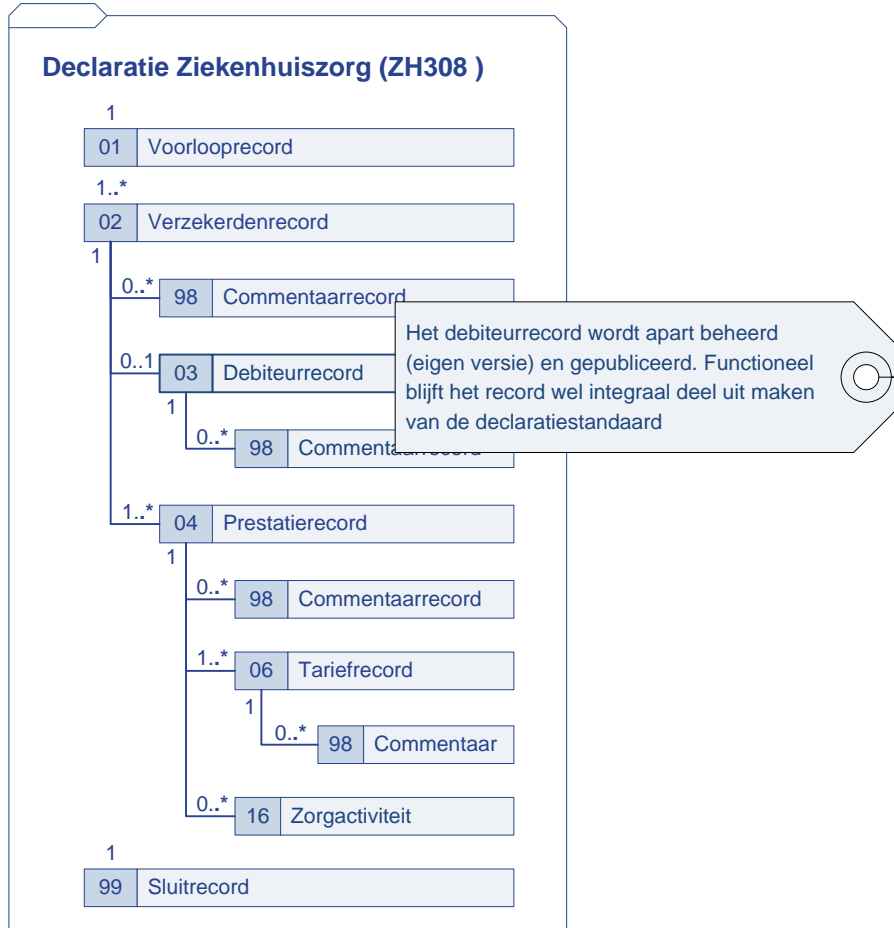 Declaratie Ziekenhuiszorg (ZH308 )
1
01 Voorlooprecord
1..*
02 Verzekerdenrecord
1
0..* 98 Commentaarrecord
Het debiteurrecord wordt apart beheerd
(eigen versie) en gepubliceerd. Functioneel
blijft het record wel integraal deel uit maken
van de declaratiestandaard
0..1 03 Debiteurrecord
1
0..* 98 Commentaarrecord
1..* 04 Prestatierecord
1
0..* 98 Commentaarrecord
1..* 06 Tariefrecord
1
0..* 98 Commentaar
0..* 16 Zorgactiviteit
1
99 Sluitrecord